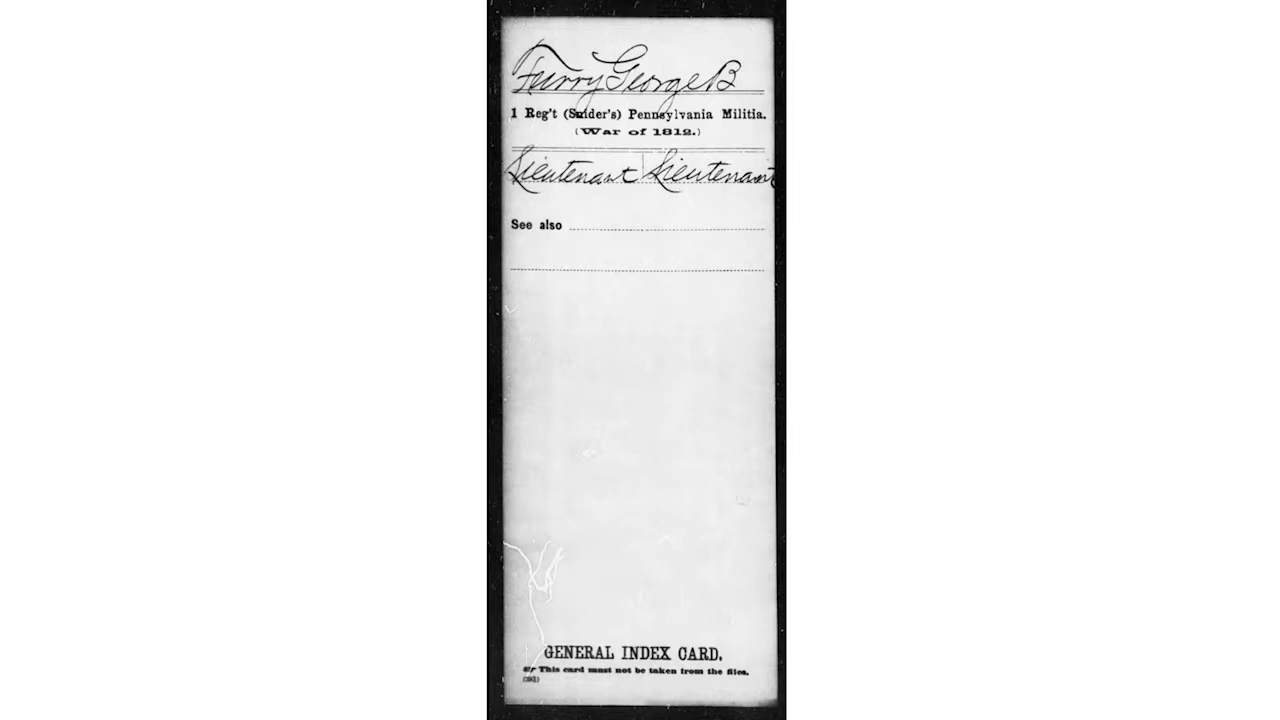 Furry George B
1 Reg't (Snider's) Pennsylvania Militia.
(War of 1812.)
Lieutenant | Lieutenant
See also
GENERAL INDEX CARD.
This card must not be taken from the files.